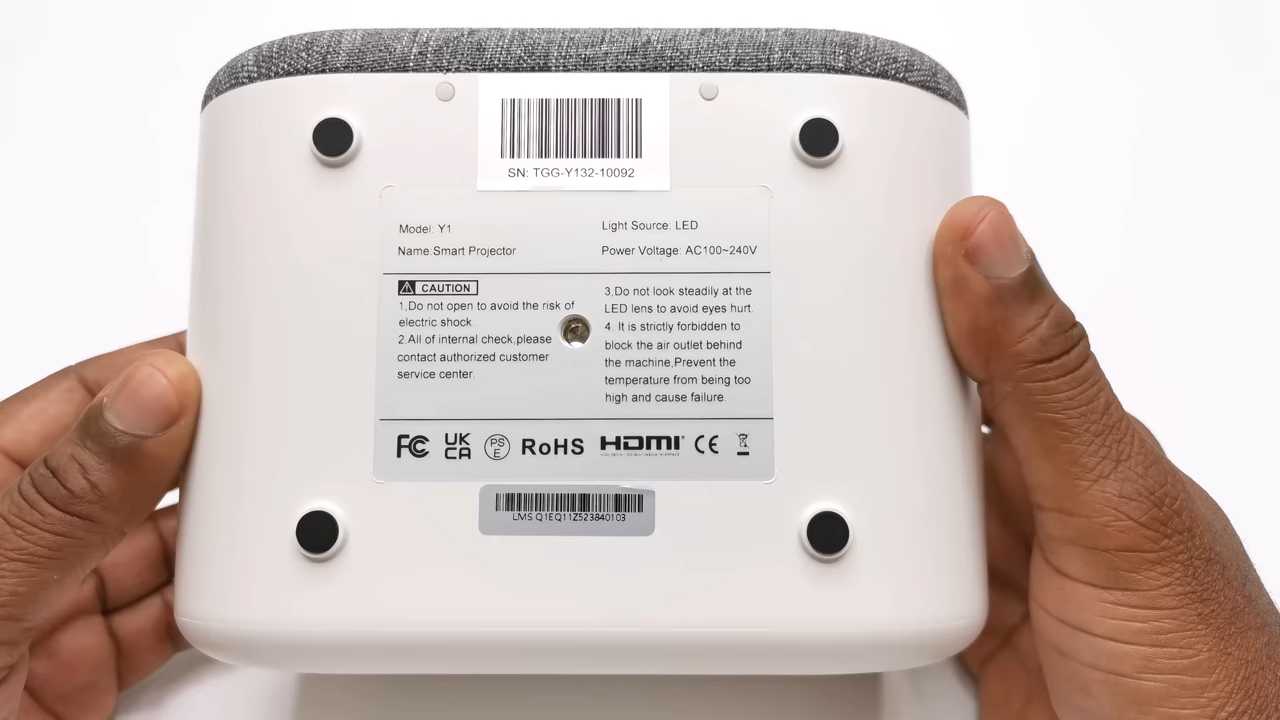 SN: TGG-Y132-10092
Model: Y1
Light Source: LED
Name:Smart Projector
Power Voltage: AC100~240V
CAUTION
1,Do not open to avoid the risk of
electric shock.
2.All of internal check,please
contact authorized customer
service center.
3,Do not look steadily at the
LED lens to avoid eyes hurt.
4. It is strictly forbidden to
block the air outlet behind
the machine,Prevent the
temperature from being too
high and cause failure.
FC UK CA PS E RoHS HDMI CE
LMS Q1EQ11Z523840103